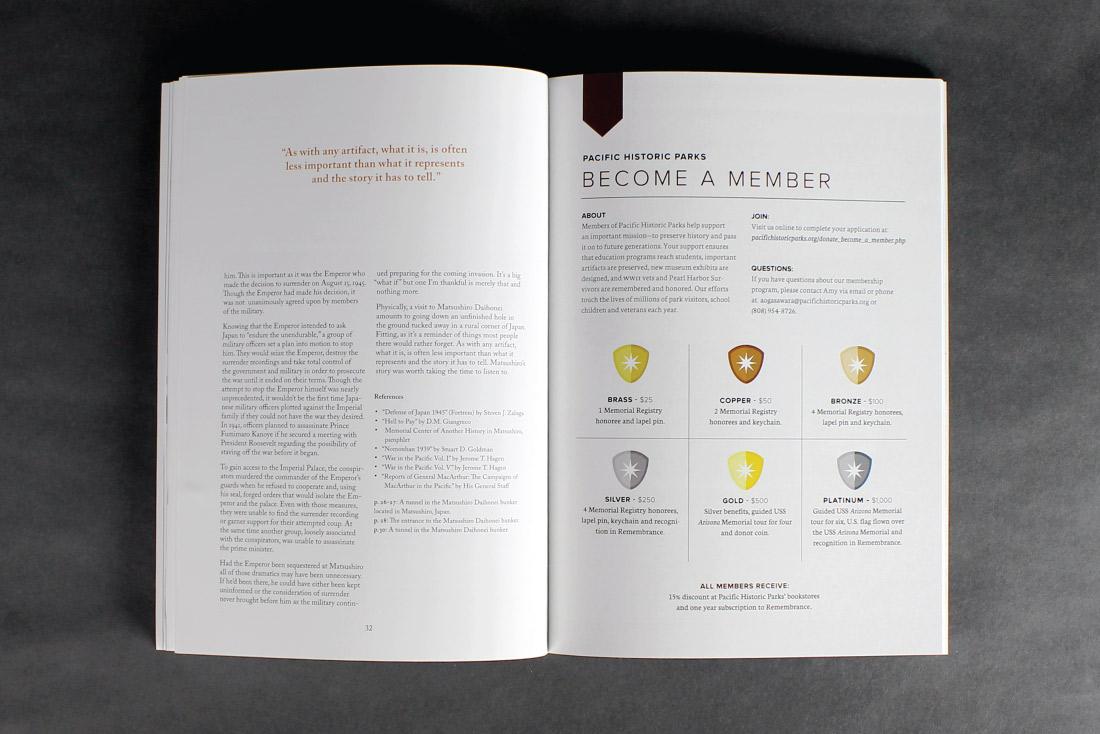 “As with any artifact, what it is, is often
less important than what it represents
and the story it has to tell.”
him. This is important as it was the Emperor who
made the decision to surrender on August 15, 1945.
Though the Emperor had made his decision, it
was not unanimously agreed upon by members
of the military.
Knowing that the Emperor intended to ask
Japan to “endure the unendurable,” a group of
military officers set a plan into motion to stop
him. They would seize the Emperor, destroy the
surrender recordings and take total control of
the government and military in order to prosecute
the war until it ended on their terms. Though the
attempt to stop the Emperor himself was nearly
unprecedented, it wouldn’t be the first time Japa-
nese military officers plotted against the Imperial
family if they could not have the war they desired.
In 1941, officers planned to assassinate Prince
Fumimaro Kanoye if he secured a meeting with
President Roosevelt regarding the possibility of
staving off the war before it began.
To gain access to the Imperial Palace, the conspir-
ators murdered the commander of the Emperor’s
guards when he refused to cooperate and, using
his seal, forged orders that would isolate the Em-
peror and the palace. Even with those measures,
they were unable to find the surrender recording
or garner support for their attempted coup. At
the same time another group, loosely associated
with the conspirators, was unable to assassinate
the prime minister.
Had the Emperor been sequestered at Matsushiro
all of those dramatics may have been unnecessary.
If he’d been there, he could have either been kept
uninformed or the consideration of surrender
never brought before him as the military contin-
ued preparing for the coming invasion. It’s a big
“what if” but one I’m thankful is merely that and
nothing more.
Physically, a visit to Matsushiro Daihonei
amounts to going down an unfinished hole in
the ground tucked away in a rural corner of Japan.
Fitting, as it’s a reminder of things most people
there would rather forget. As with any artifact,
what it is, is often less important than what it
represents and the story it has to tell. Matsushiro’s
story was worth taking the time to listen to.
References
• “Defense of Japan 1945” (Fortress) by Steven J. Zaloga
• “Hell to Pay” by D.M. Giangreco
• Memorial Center of Another History in Matsushiro,
pamphlet
• “Nomonhan 1939” by Stuart D. Goldman
• “War in the Pacific Vol. I” by Jerome T. Hagen
• “War in the Pacific Vol. V” by Jerome T. Hagen
• “Reports of General MacArthur: The Campaigns of
MacArthur in the Pacific” by His General Staff
p. 26-27: A tunnel in the Matsushiro Daihonei bunker
located in Matsushiro, Japan.
p. 28: The entrance to the Matsushiro Daihonei bunker
p. 30: A tunnel in the Matsushiro Daihonei bunker
32
PACIFIC HISTORIC PARKS
BECOME A MEMBER
ABOUT
Members of Pacific Historic Parks help support
an important mission—to preserve history and pass
it on to future generations. Your support ensures
that education programs reach students, important
artifacts are preserved, new museum exhibits are
designed, and WWII vets and Pearl Harbor Sur-
vivors are remembered and honored. Our efforts
touch the lives of millions of park visitors, school
children and veterans each year.
JOIN:
Visit us online to complete your application at:
pacifichistoricparks.org/donate_become_a_member.php
QUESTIONS:
If you have questions about our membership
program, please contact Amy via email or phone
at: aogasawara@pacifichistoricparks.org or
(808) 954-8726.
BRASS - $25
1 Memorial Registry
honoree and lapel pin.
COPPER - $50
2 Memorial Registry
honorees and keychain.
BRONZE - $100
4 Memorial Registry honorees,
lapel pin and keychain.
SILVER - $250
4 Memorial Registry honorees,
lapel pin, keychain and recogni-
tion in Remembrance.
GOLD - $500
Silver benefits, guided USS
Arizona Memorial tour for four
and donor coin.
PLATINUM - $1,000
Guided USS Arizona Memorial
tour for six, U.S. flag flown over
the USS Arizona Memorial and
recognition in Remembrance.
ALL MEMBERS RECEIVE:
15% discount at Pacific Historic Parks’ bookstores
and one year subscription to Remembrance.